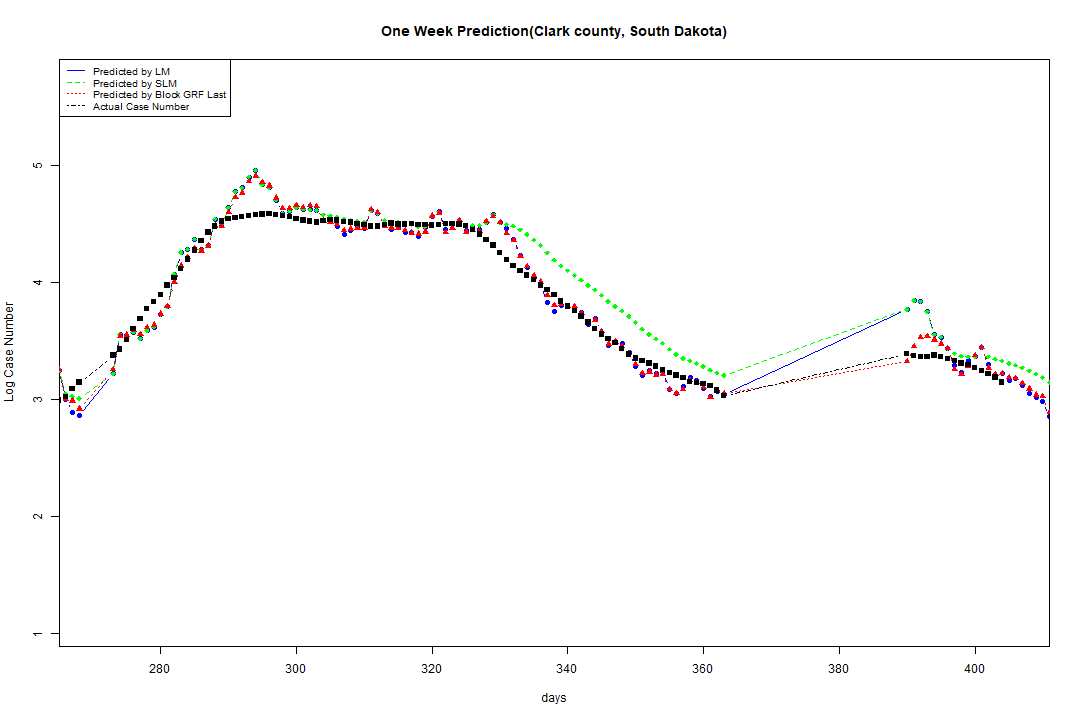 One Week Prediction(Clark county, South Dakota)
Predicted by LM
Predicted by SLM
Predicted by Block GRF Last
Actual Case Number
5
4
3
2
1
Log Case Number
280 300 320 340 360 380 400
days